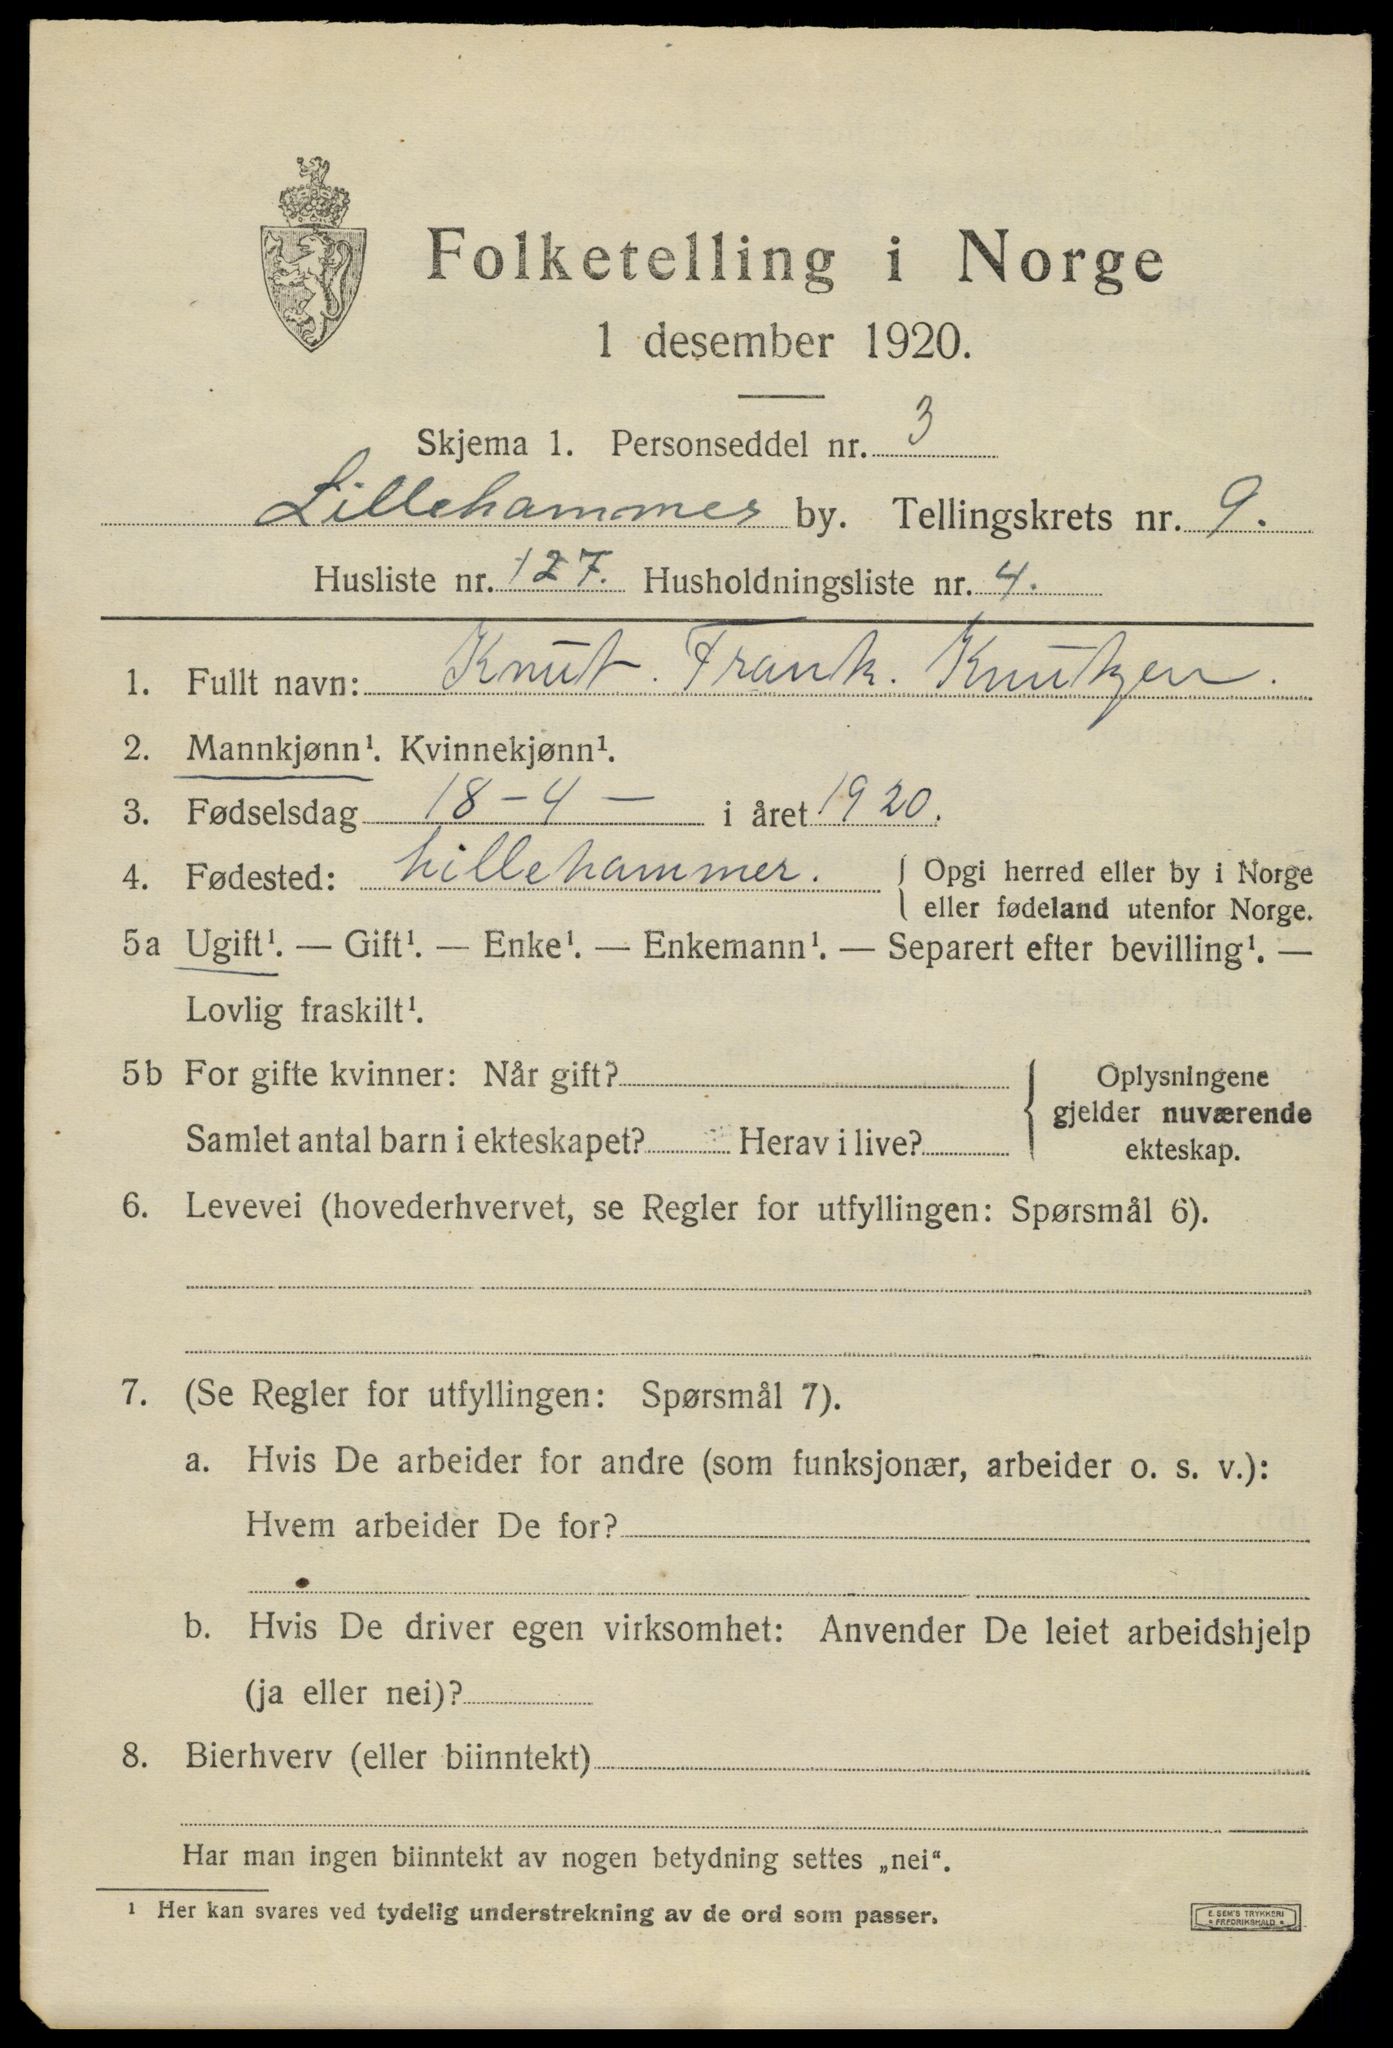 Folketelling i Norge
1 desember 1920.
Skjema 1. Personseddel nr. 3
Lillehammer by. Tellingskrets nr. 9.
Husliste nr. 127. Husholdningsliste nr. 4.
1. Fullt navn: Knut. Frank. Knutzen.
2. Mannkjønn¹. Kvinnekjønn¹.
3. Fødselsdag 18-4- i året 1920.
4. Fødested: Lillehammer. { Opgi herred eller by i Norge
eller fødeland utenfor Norge.
5a Ugift¹. — Gift¹. — Enke¹. — Enkemann¹. — Separert efter bevilling¹. —
Lovlig fraskilt¹.
5b For gifte kvinner: Når gift? { Oplysningene
gjelder nuværende
Samlet antal barn i ekteskapet? Herav i live? ekteskap.
6. Levevei (hovederhvervet, se Regler for utfyllingen: Spørsmål 6).
7. (Se Regler for utfyllingen: Spørsmål 7).
a. Hvis De arbeider for andre (som funksjonær, arbeider o. s. v.):
Hvem arbeider De for?
b. Hvis De driver egen virksomhet: Anvender De leiet arbeidshjelp
(ja eller nei)?
8. Bierhverv (eller biinntekt)
Har man ingen biinntekt av nogen betydning settes „nei“.
¹ Her kan svares ved tydelig understrekning av de ord som passer.
E. SEM'S TRYKKERI
* FREDRIKSHALD *